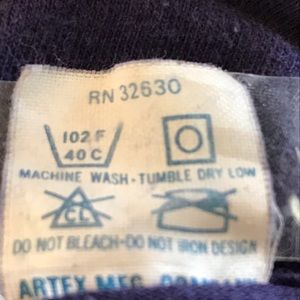 RN 32630
102 F
40 C
MACHINE WASH-TUMBLE DRY LOW
CL
DO NOT BLEACH-DO NOT IRON DESIGN
ARTEX MFG. COMPANY